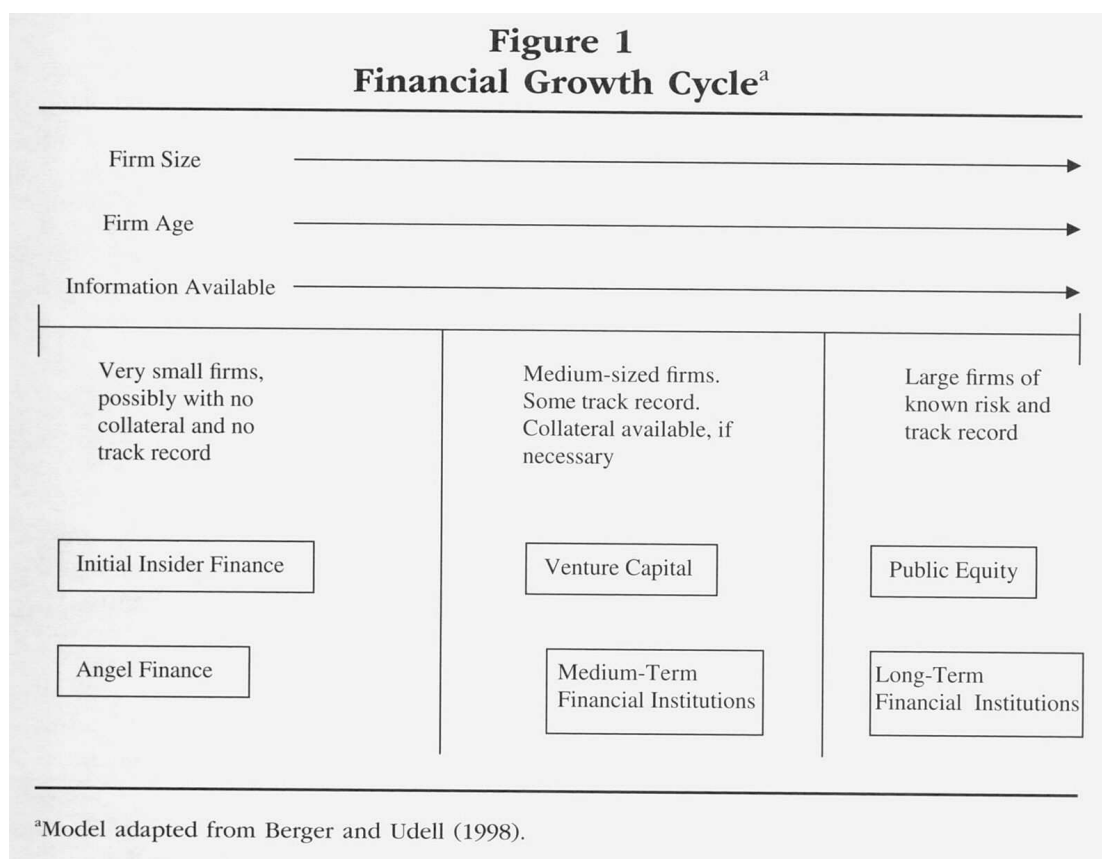 Figure 1
Financial Growth Cycleᵃ
Firm Size
Firm Age
Information Available
Very small firms,
possibly with no
collateral and no
track record
Medium-sized firms.
Some track record.
Collateral available, if
necessary
Large firms of
known risk and
track record
Initial Insider Finance
Venture Capital
Public Equity
Angel Finance
Medium-Term
Financial Institutions
Long-Term
Financial Institutions
ᵃModel adapted from Berger and Udell (1998).